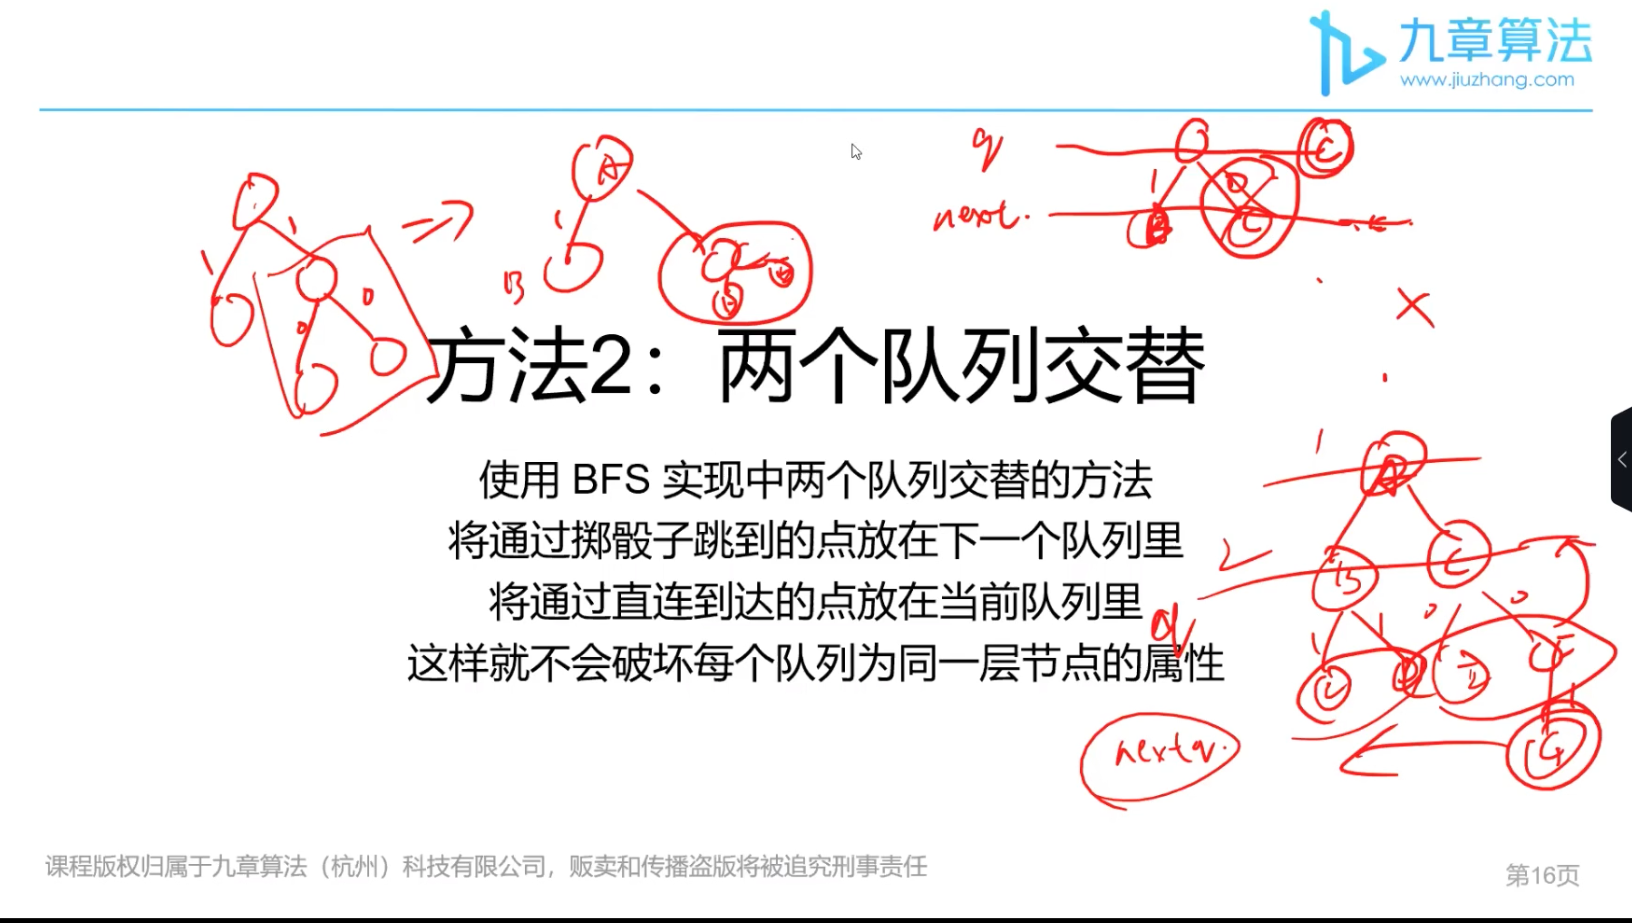 九章算法
www.jiuzhang.com
q
next.
A
B
C
方法2：两个队列交替
使用 BFS 实现中两个队列交替的方法
将通过掷骰子跳到的点放在下一个队列里
将通过直连到达的点放在当前队列里
q
这样就不会破坏每个队列为同一层节点的属性
nextq.
G
课程版权归属于九章算法（杭州）科技有限公司，贩卖和传播盗版将被追究刑事责任
第16页